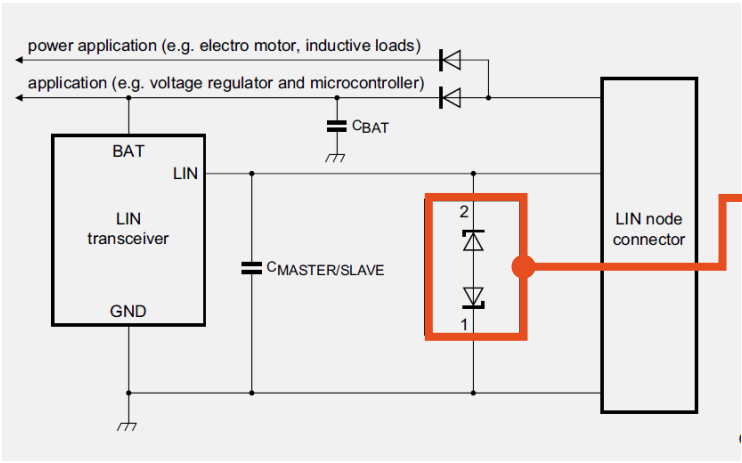 power application (e.g. electro motor, inductive loads)
application (e.g. voltage regulator and microcontroller)
CBAT
BAT
LIN
LIN
transceiver
2
LIN node
connector
CMASTER/SLAVE
GND
1